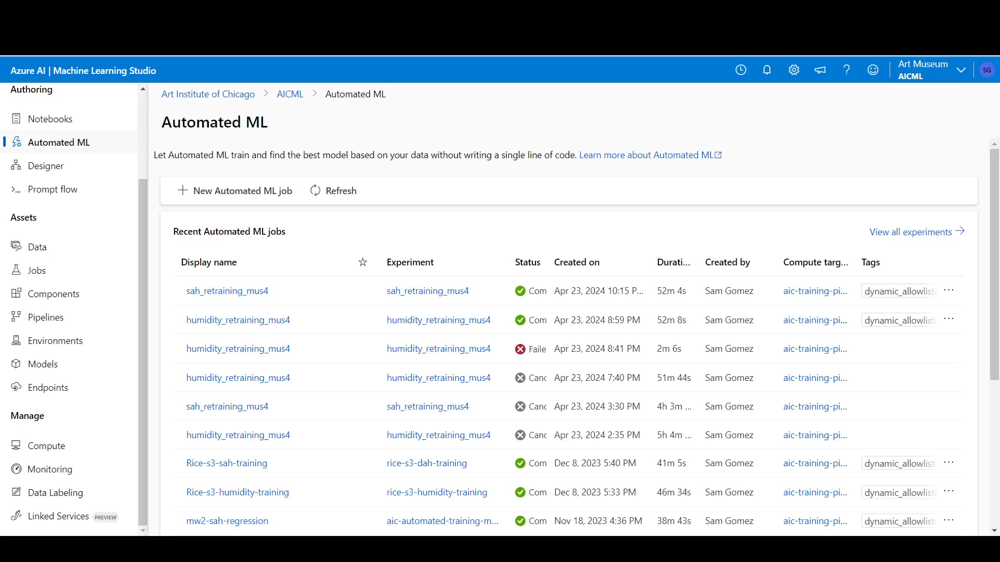 Azure AI | Machine Learning Studio
Art Museum
AICML
SG
Authoring
Notebooks
Automated ML
Designer
Prompt flow
Assets
Data
Jobs
Components
Pipelines
Environments
Models
Endpoints
Manage
Compute
Monitoring
Data Labeling
Linked Services PREVIEW
Art Institute of Chicago > AICML > Automated ML
Automated ML
Let Automated ML train and find the best model based on your data without writing a single line of code. Learn more about Automated ML
New Automated ML job Refresh
Recent Automated ML jobs
View all experiments
Display name Experiment Status Created on Durati... Created by Compute targ... Tags
sah_retraining_mus4 sah_retraining_mus4 Com Apr 23, 2024 10:15 P... 52m 4s Sam Gomez aic-training-pi... dynamic_allowlisti ...
humidity_retraining_mus4 humidity_retraining_mus4 Com Apr 23, 2024 8:59 PM 52m 8s Sam Gomez aic-training-pi... dynamic_allowlisti ...
humidity_retraining_mus4 humidity_retraining_mus4 Faile Apr 23, 2024 8:41 PM 2m 6s Sam Gomez aic-training-pi...
humidity_retraining_mus4 humidity_retraining_mus4 Canc Apr 23, 2024 7:40 PM 51m 44s Sam Gomez aic-training-pi...
sah_retraining_mus4 sah_retraining_mus4 Canc Apr 23, 2024 3:30 PM 4h 3m ... Sam Gomez aic-training-pi...
humidity_retraining_mus4 humidity_retraining_mus4 Canc Apr 23, 2024 2:35 PM 5h 4m ... Sam Gomez aic-training-pi...
Rice-s3-sah-training rice-s3-dah-training Com Dec 8, 2023 5:40 PM 41m 5s Sam Gomez aic-training-pi... dynamic_allowlisti ...
Rice-s3-humidity-training rice-s3-humidity-training Com Dec 8, 2023 5:33 PM 46m 34s Sam Gomez aic-training-pi... dynamic_allowlisti ...
mw2-sah-regression aic-automated-training-m... Com Nov 18, 2023 4:36 PM 38m 43s Sam Gomez aic-training-pi... dynamic_allowlisti ...